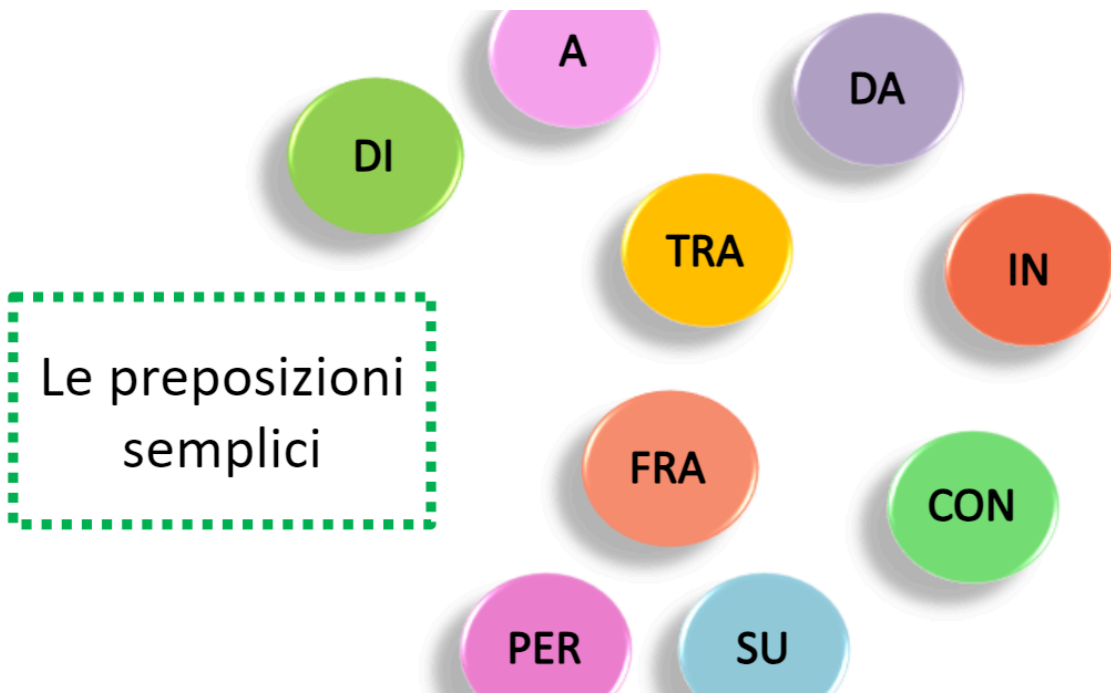 A
DA
DI
TRA
IN
Le preposizioni
semplici
FRA
CON
PER
SU